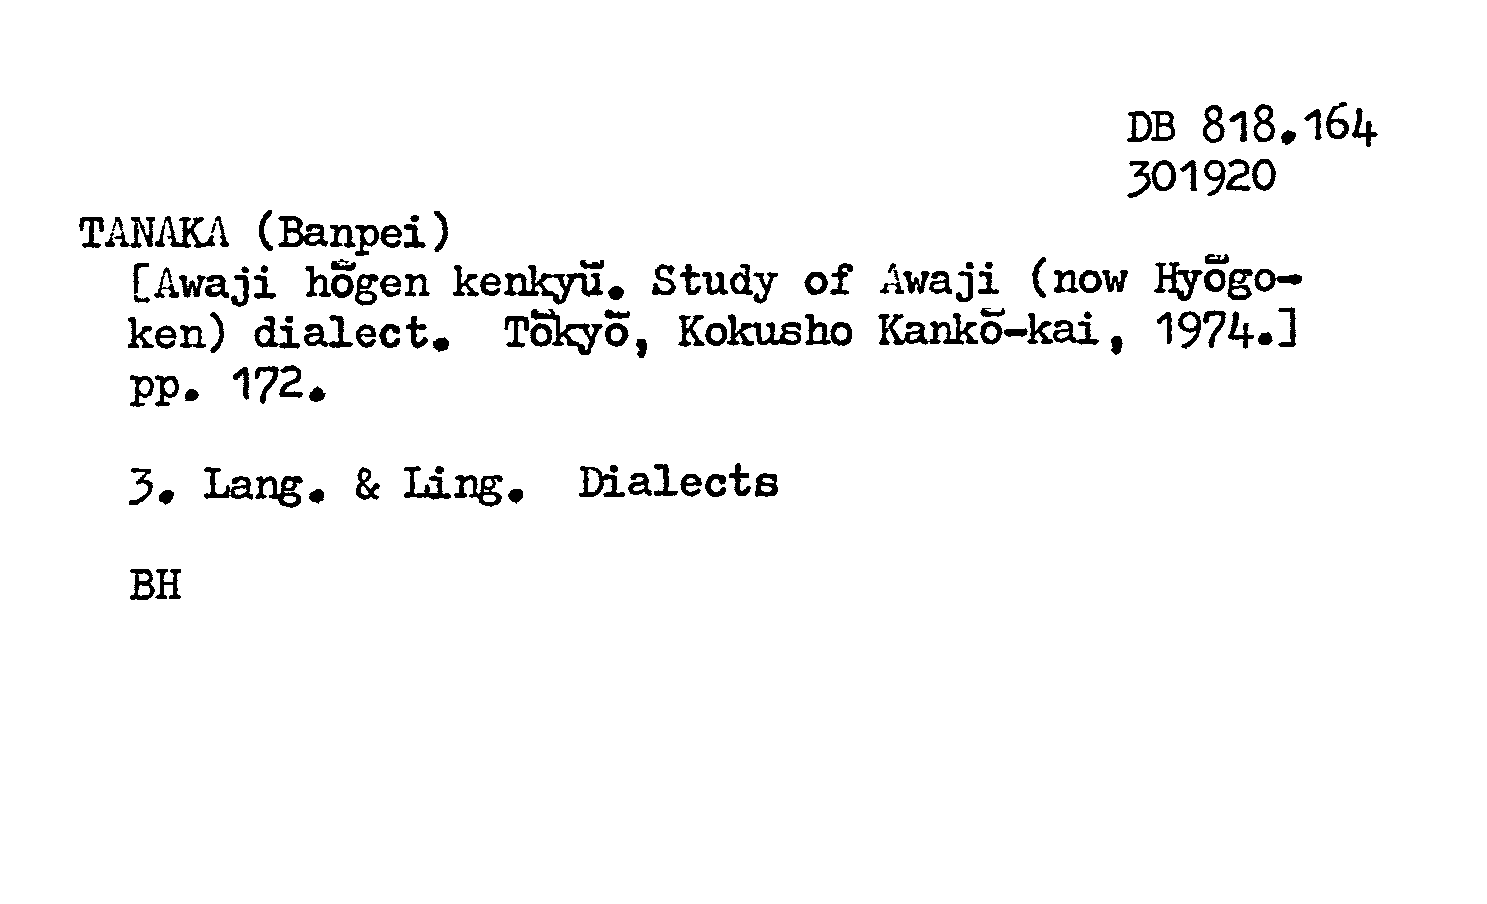 DB 818.164
301920
TANAKA (Banpei)
[Awaji hōgen kenkyū. Study of Awaji (now Hyōgo-
ken) dialect. Tōkyō, Kokusho Kankō-kai, 1974.]
pp. 172.
3. Lang. & Ling. Dialects
BH